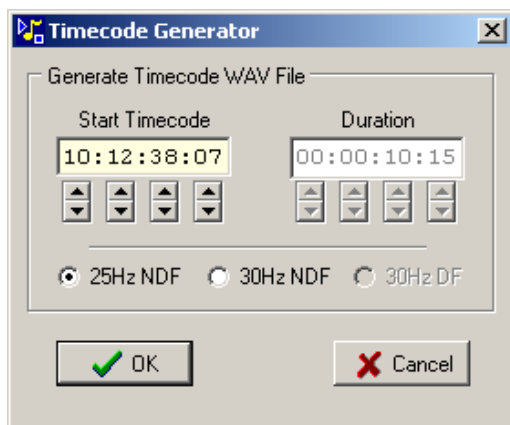 Timecode Generator
Generate Timecode WAV File
Start Timecode Duration
10:12:38:07 00:00:10:15
25Hz NDF 30Hz NDF 30Hz DF
OK Cancel